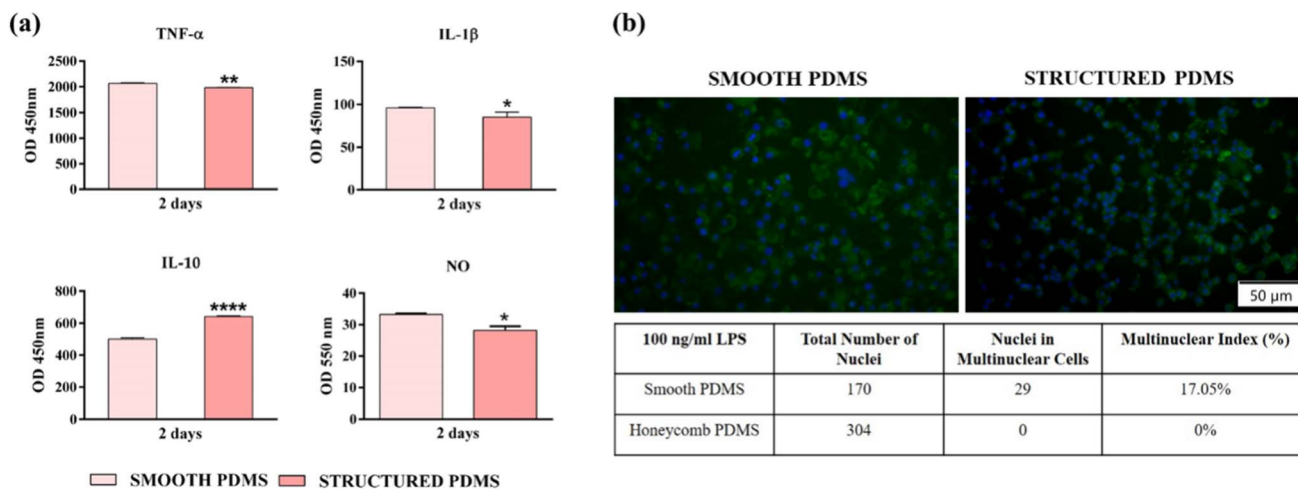 (a)
TNF-α
OD 450nm
2500
2000
1500
1000
500
0
**
2 days
IL-1β
OD 450nm
150
100
50
0
*
2 days
IL-10
OD 450nm
800
600
400
200
0
****
2 days
NO
OD 550 nm
40
30
20
10
0
*
2 days
SMOOTH PDMS STRUCTURED PDMS
(b)
SMOOTH PDMS STRUCTURED PDMS
50 μm
100 ng/ml LPS Total Number of Nuclei Nuclei in Multinuclear Cells Multinuclear Index (%)
Smooth PDMS 170 29 17.05%
Honeycomb PDMS 304 0 0%